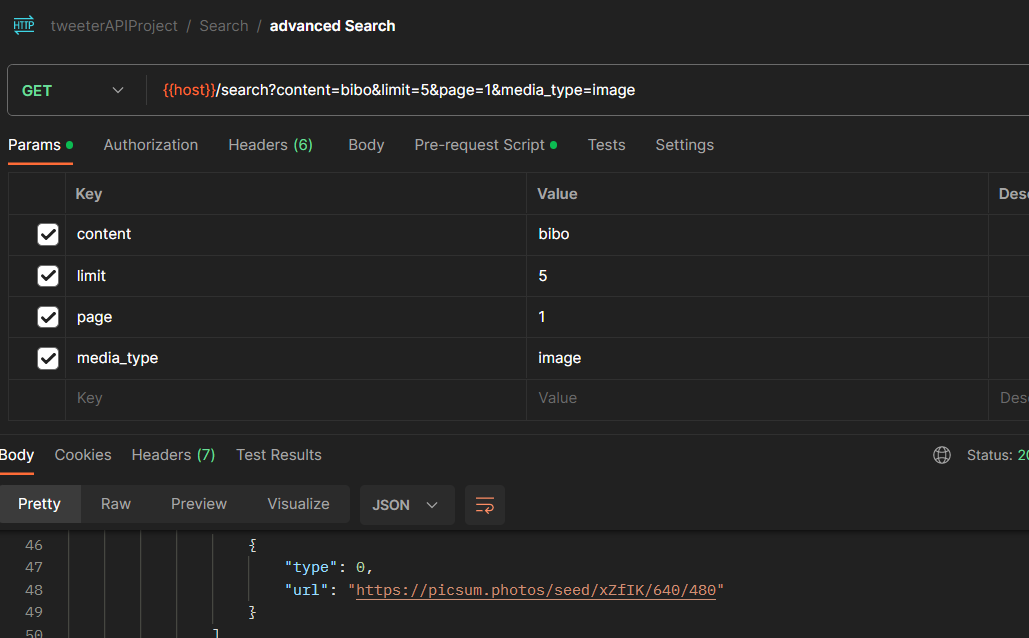 HTTP tweeterAPIProject / Search / advanced Search
GET {{host}}/search?content=bibo&limit=5&page=1&media_type=image
Params Authorization Headers (6) Body Pre-request Script Tests Settings
Key Value Desc
content bibo
limit 5
page 1
media_type image
Key Value Desc
Body Cookies Headers (7) Test Results Status: 20
Pretty Raw Preview Visualize JSON
46 {
47 "type": 0,
48 "url": "https://picsum.photos/seed/xZfIK/640/480"
49 }
50 ]